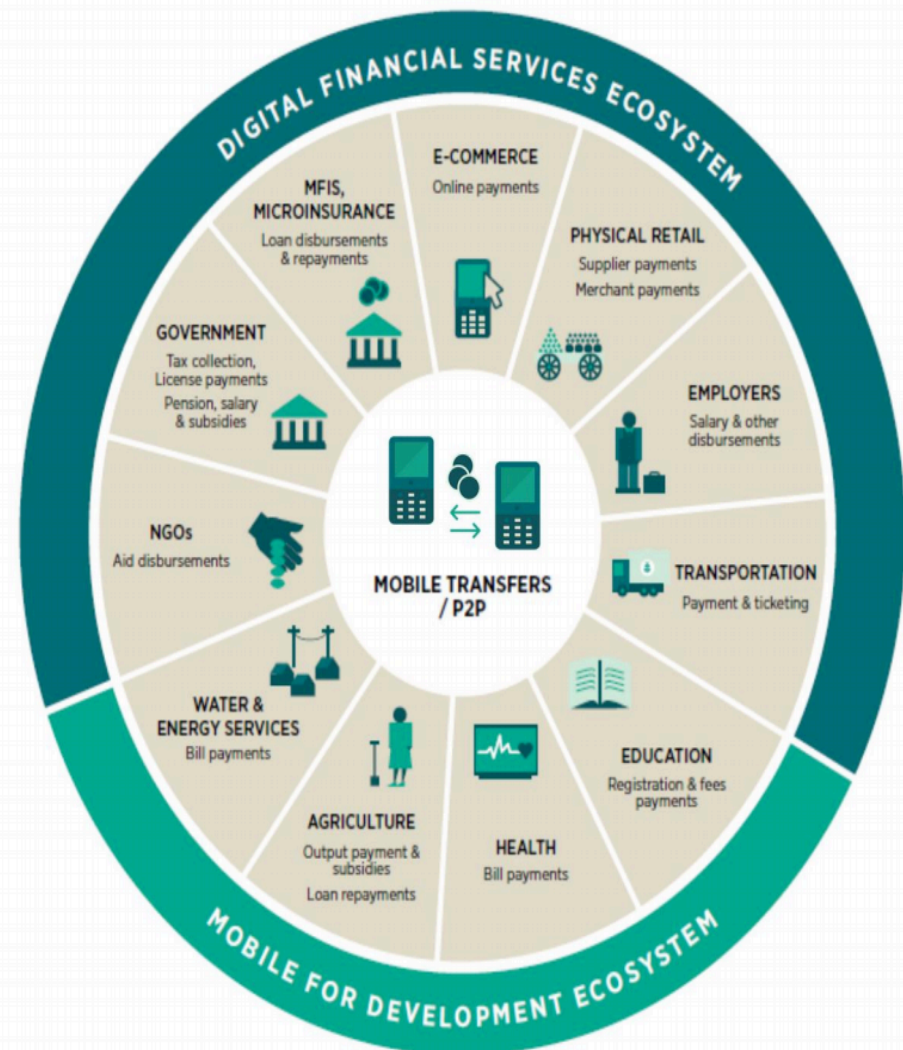 DIGITAL FINANCIAL SERVICES ECOSYSTEM
E-COMMERCE
Online payments
PHYSICAL RETAIL
Supplier payments
Merchant payments
EMPLOYERS
Salary & other
disbursements
TRANSPORTATION
Payment & ticketing
EDUCATION
Registration & fees
payments
HEALTH
Bill payments
AGRICULTURE
Output payment &
subsidies
Loan repayments
WATER &
ENERGY SERVICES
Bill payments
NGOs
Aid disbursements
GOVERNMENT
Tax collection,
License payments
Pension, salary
& subsidies
MFIS,
MICROINSURANCE
Loan disbursements
& repayments
MOBILE TRANSFERS
/ P2P
MOBILE FOR DEVELOPMENT ECOSYSTEM